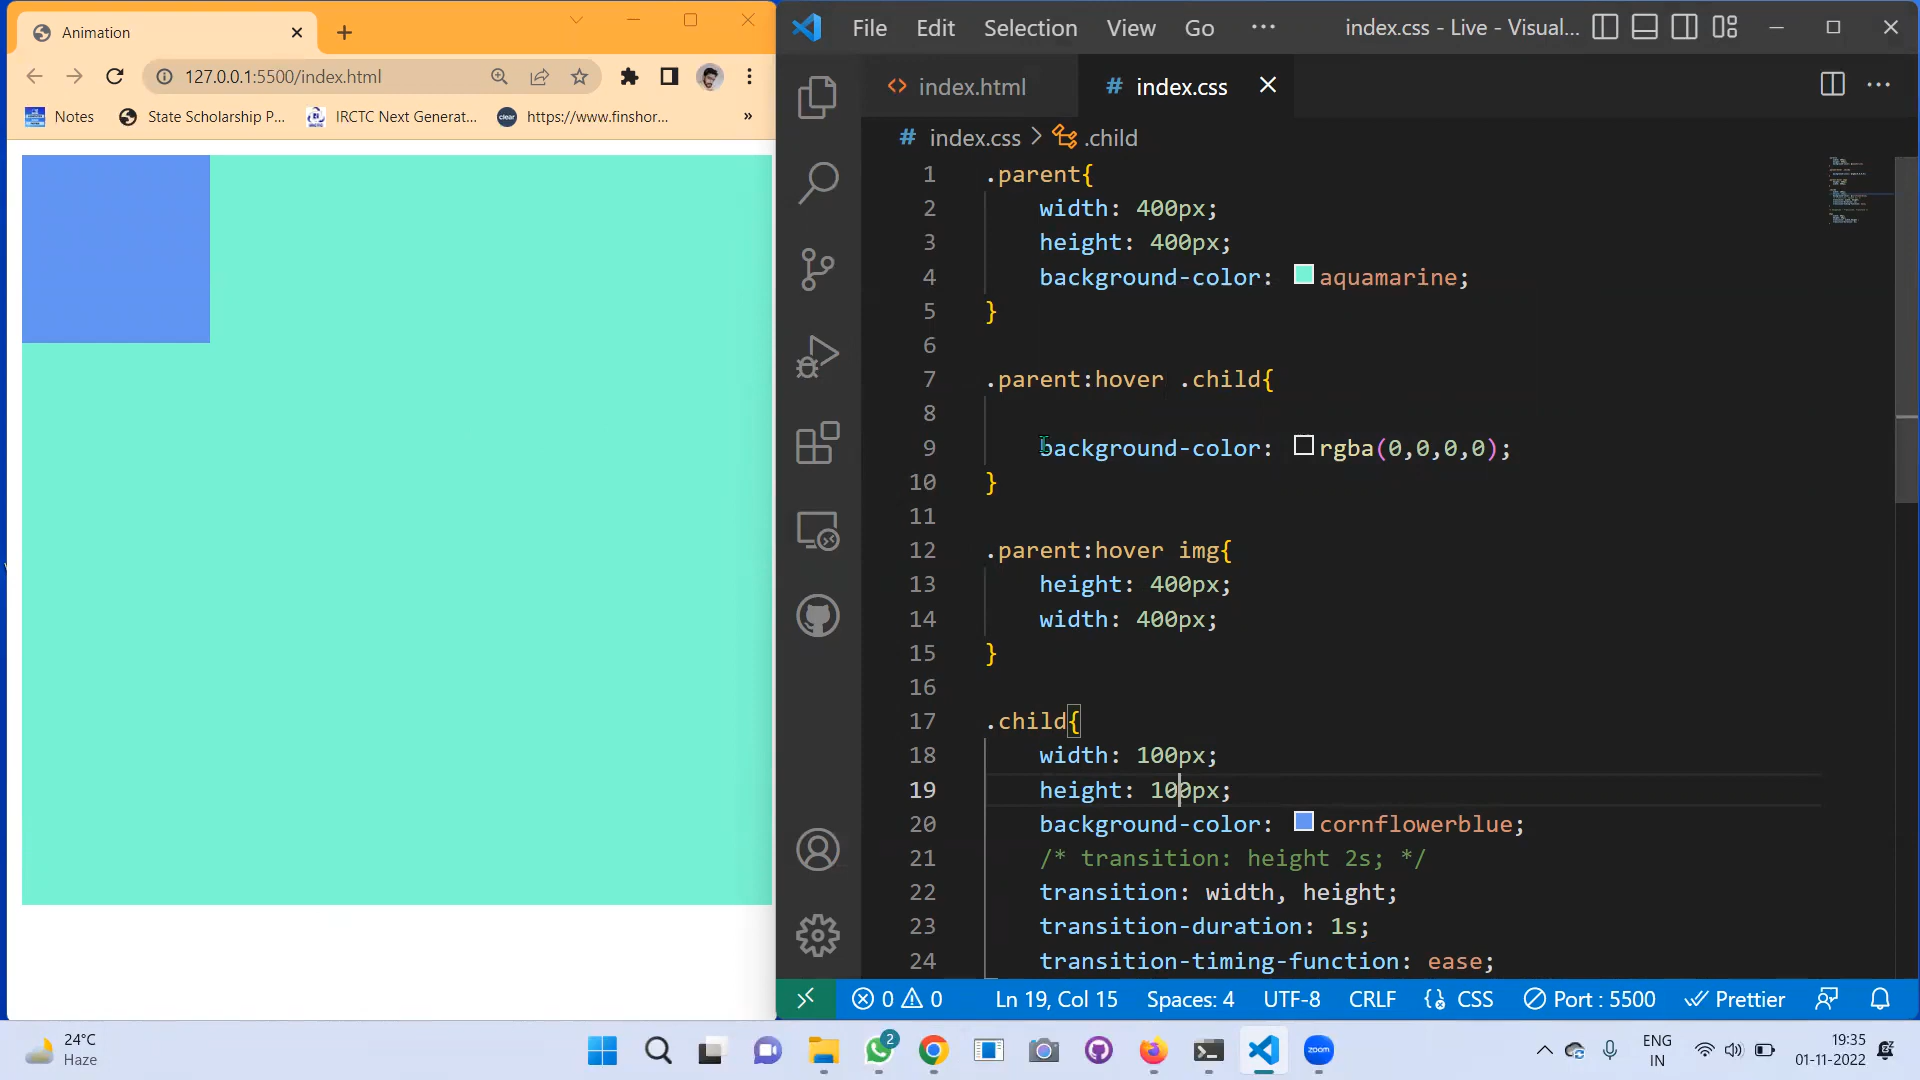 Animation
127.0.0.1:5500/index.html
Notes
State Scholarship P...
IRCTC Next Generat...
clear
https://www.finshor...
»
File Edit Selection View Go ···
index.css - Live - Visual...
<> index.html
# index.css
# index.css > .child
1 .parent{
2 width: 400px;
3 height: 400px;
4 background-color: aquamarine;
5 }
6
7 .parent:hover .child{
8
9 background-color: rgba(0,0,0,0);
10 }
11
12 .parent:hover img{
13 height: 400px;
14 width: 400px;
15 }
16
17 .child{
18 width: 100px;
19 height: 100px;
20 background-color: cornflowerblue;
21 /* transition: height 2s; */
22 transition: width, height;
23 transition-duration: 1s;
24 transition-timing-function: ease;
0 0 Ln 19, Col 15 Spaces: 4 UTF-8 CRLF CSS Port : 5500 Prettier
24°C
Haze
2
zoom
ENG
IN
19:35
01-11-2022